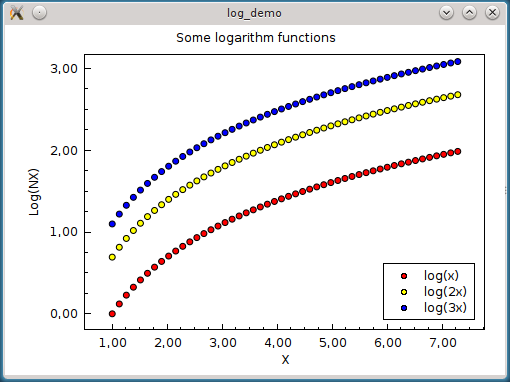 log_demo
Some logarithm functions
3,00
2,00
1,00
0,00
Log(NX)
log(x)
log(2x)
log(3x)
1,00 2,00 3,00 4,00 5,00 6,00 7,00
X